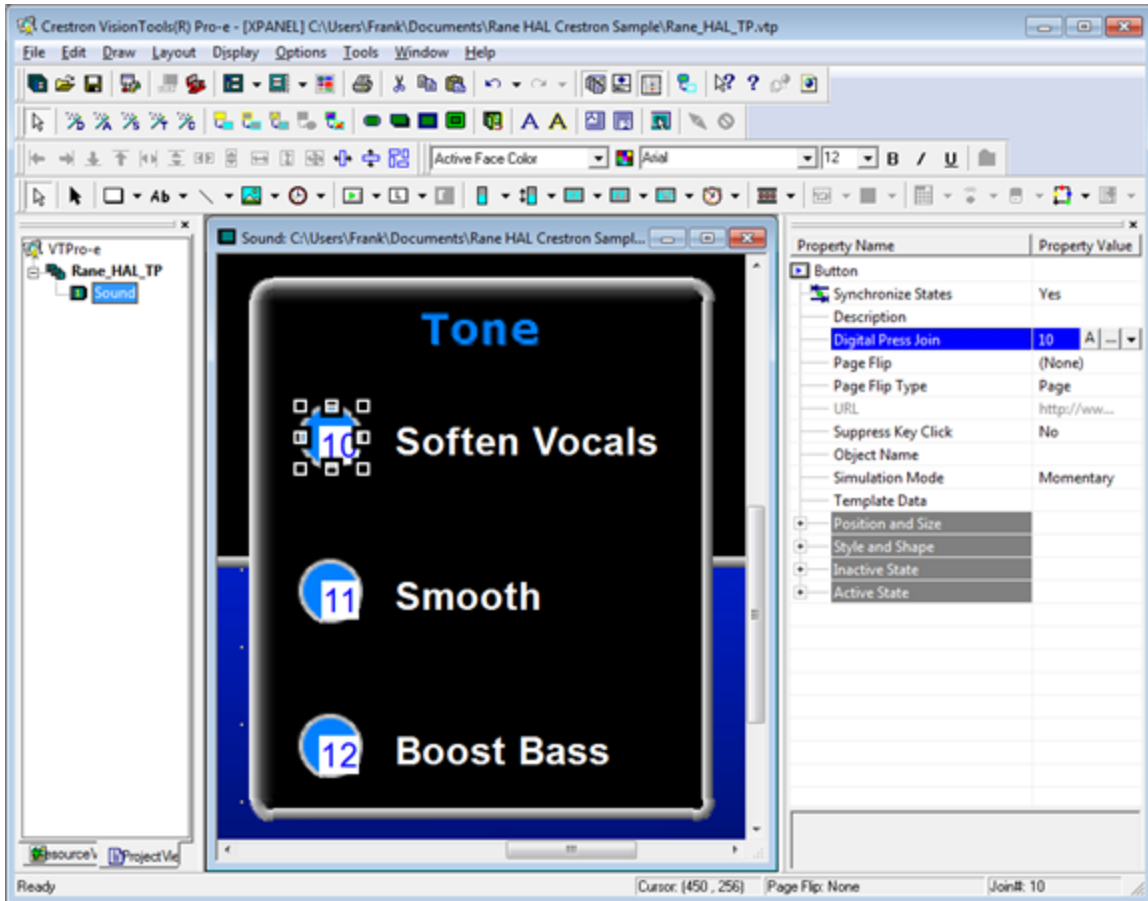 Crestron VisionTools(R) Pro-e - [XPANEL] C:\Users\Frank\Documents\Rane HAL Crestron Sample\Rane_HAL_TP.vtp
File Edit Draw Layout Display Options Tools Window Help
Active Face Color Arial 12 B I U
VTPro-e
Rane_HAL_TP
Sound
Sound: C:\Users\Frank\Documents\Rane HAL Crestron Sampl...
Tone
10 Soften Vocals
11 Smooth
12 Boost Bass
Property Name Property Value
Button
Synchronize States Yes
Description
Digital Press Join 10 A ...
Page Flip (None)
Page Flip Type Page
URL http://ww...
Suppress Key Click No
Object Name
Simulation Mode Momentary
Template Data
Position and Size
Style and Shape
Inactive State
Active State
ProjectVie
Ready Cursor: (450 , 256) Page Flip: None Join#: 10